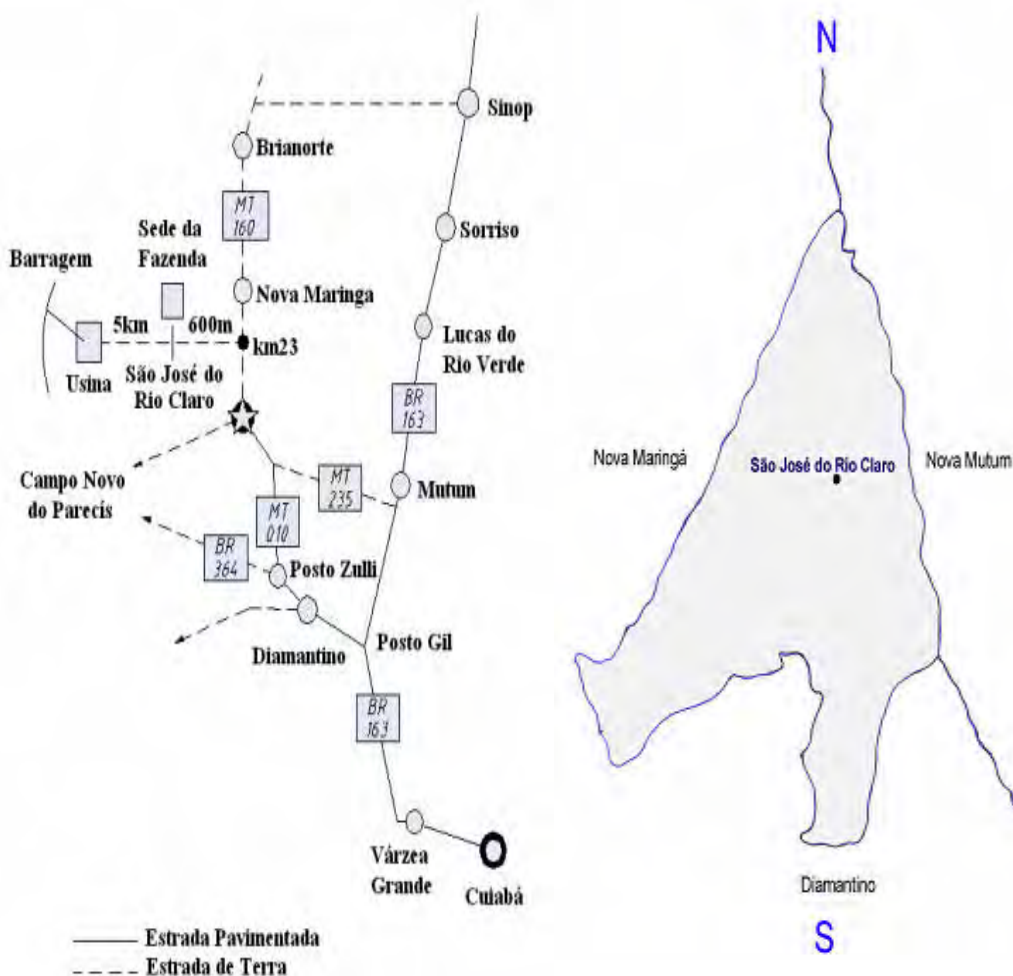 Sinop
Brianorte
MT
160
Sede da
Fazenda
Sorriso
Barragem
Nova Maringa
5km
600m
km23
Lucas do
Rio Verde
Usina
São José do
Rio Claro
BR
163
Campo Novo
do Parecis
MT
235
Mutum
MT
010
BR
364
Posto Zulli
Diamantino
Posto Gil
BR
163
Várzea
Grande
Cuiabá
Estrada Pavimentada
Estrada de Terra
N
Nova Maringá
São José do Rio Claro
Nova Mutum
Diamantino
S